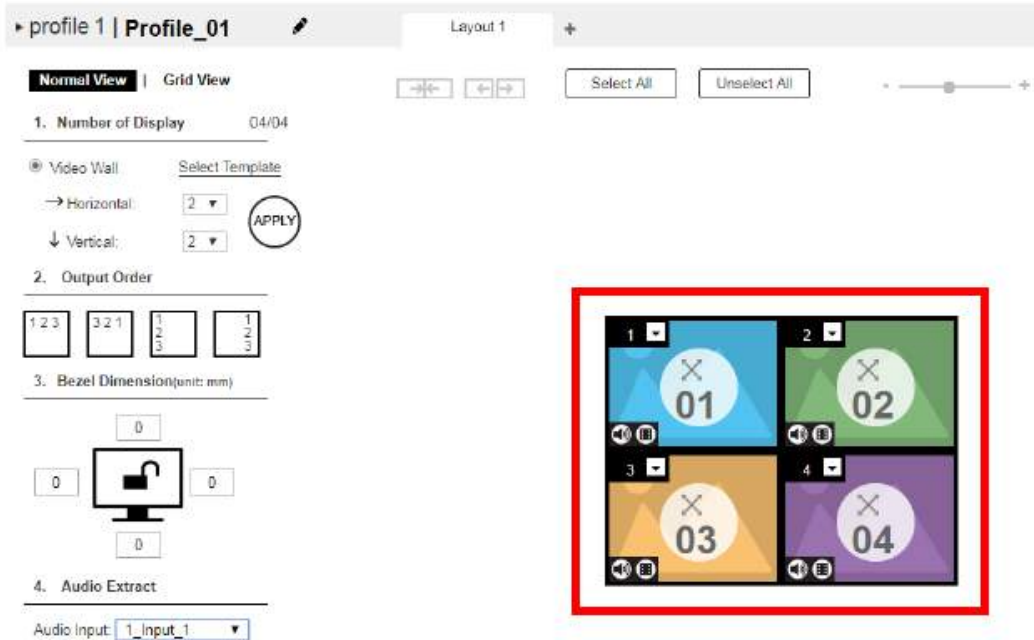 profile 1 | Profile_01
Layout 1
+
Normal View | Grid View
Select All
Unselect All
- +
1. Number of Display 04/04
Video Wall Select Template
→ Horizontal: 2
↓ Vertical: 2
APPLY
2. Output Order
1 2 3
3 2 1
1
2
3
1
2
3
3. Bezel Dimension(unit: mm)
0
0
0
0
4. Audio Extract
Audio Input: 1_Input_1
1
01
2
02
3
03
4
04